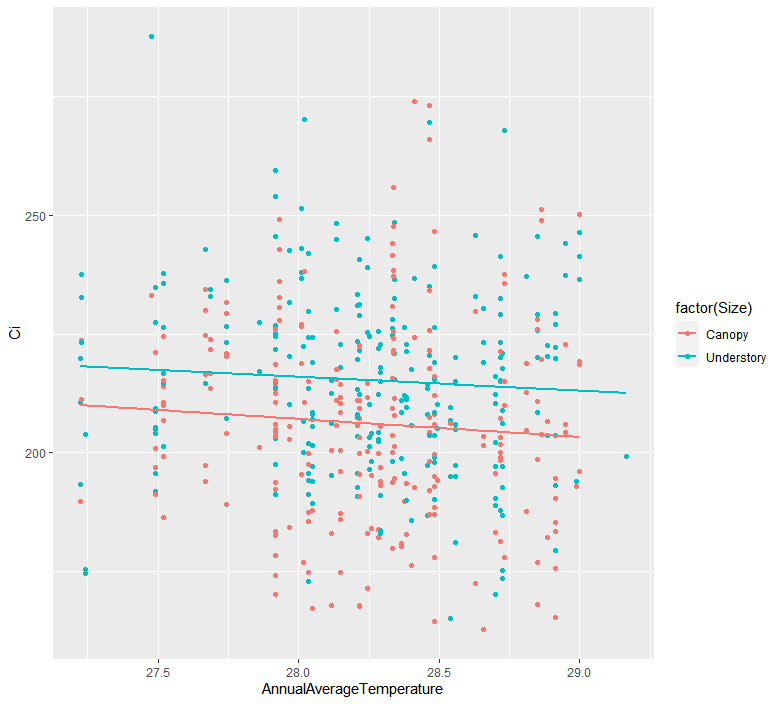 250
200
Ci
27.5
28.0
28.5
29.0
AnnualAverageTemperature
factor(Size)
Canopy
Understory